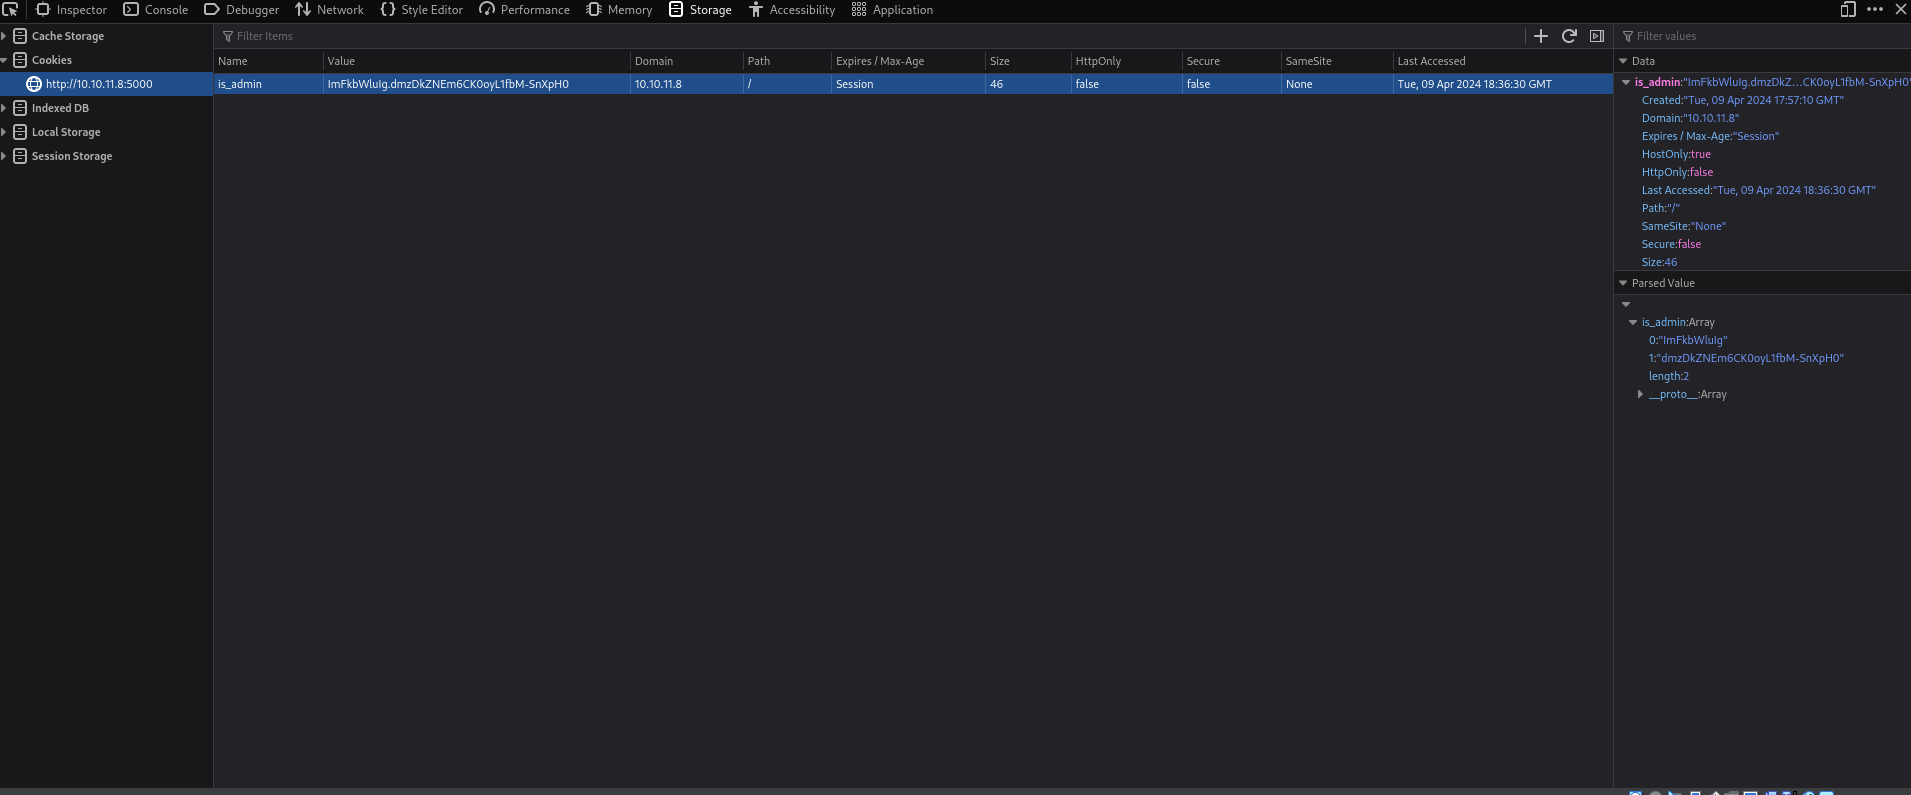 Inspector Console Debugger Network Style Editor Performance Memory Storage Accessibility Application
Cache Storage
Cookies
http://10.10.11.8:5000
Indexed DB
Local Storage
Session Storage
Filter Items
Name Value Domain Path Expires / Max-Age Size HttpOnly Secure SameSite Last Accessed
is_admin ImFkbWluIg.dmzDkZNEm6CK0oyL1fbM-SnXpH0 10.10.11.8 / Session 46 false false None Tue, 09 Apr 2024 18:36:30 GMT
Filter values
Data
is_admin:"ImFkbWluIg.dmzDkZ...CK0oyL1fbM-SnXpH0"
Created:"Tue, 09 Apr 2024 17:57:10 GMT"
Domain:"10.10.11.8"
Expires / Max-Age:"Session"
HostOnly:true
HttpOnly:false
Last Accessed:"Tue, 09 Apr 2024 18:36:30 GMT"
Path:"/"
SameSite:"None"
Secure:false
Size:46
Parsed Value
is_admin:Array
0:"ImFkbWluIg"
1:"dmzDkZNEm6CK0oyL1fbM-SnXpH0"
length:2
__proto__:Array